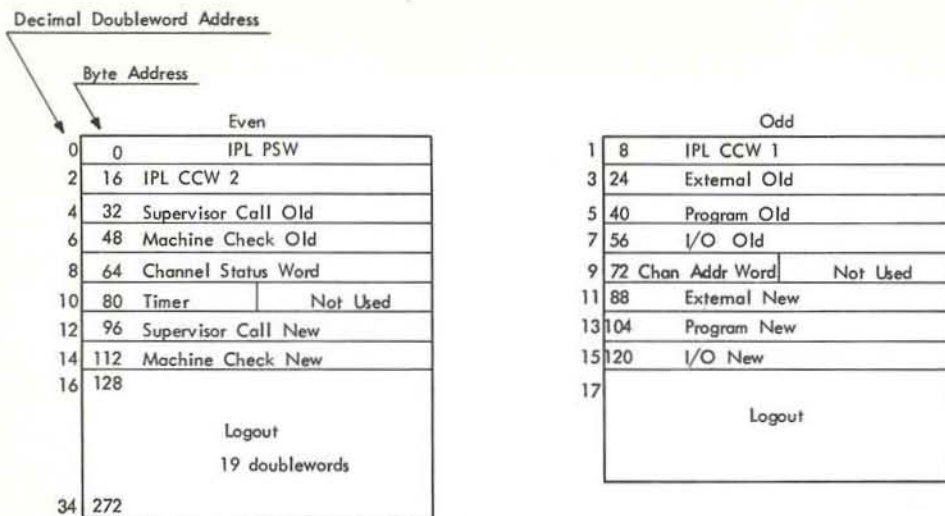 Decimal Doubleword Address
Byte Address
Even
0 0 IPL PSW
2 16 IPL CCW 2
4 32 Supervisor Call Old
6 48 Machine Check Old
8 64 Channel Status Word
10 80 Timer Not Used
12 96 Supervisor Call New
14 112 Machine Check New
16 128
Logout
19 doublewords
34 272
Odd
1 8 IPL CCW 1
3 24 External Old
5 40 Program Old
7 56 I/O Old
9 72 Chan Addr Word Not Used
11 88 External New
13 104 Program New
15 120 I/O New
17
Logout